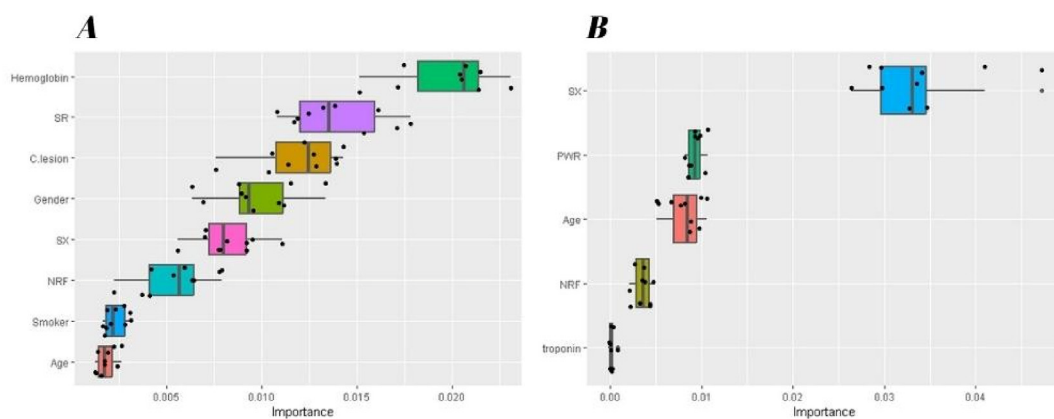 A
Hemoglobin
SR
C.lesion
Gender
SX
NRF
Smoker
Age
0.005 0.010 0.015 0.020
Importance
B
SX
PWR
Age
NRF
troponin
0.00 0.01 0.02 0.03 0.04
Importance